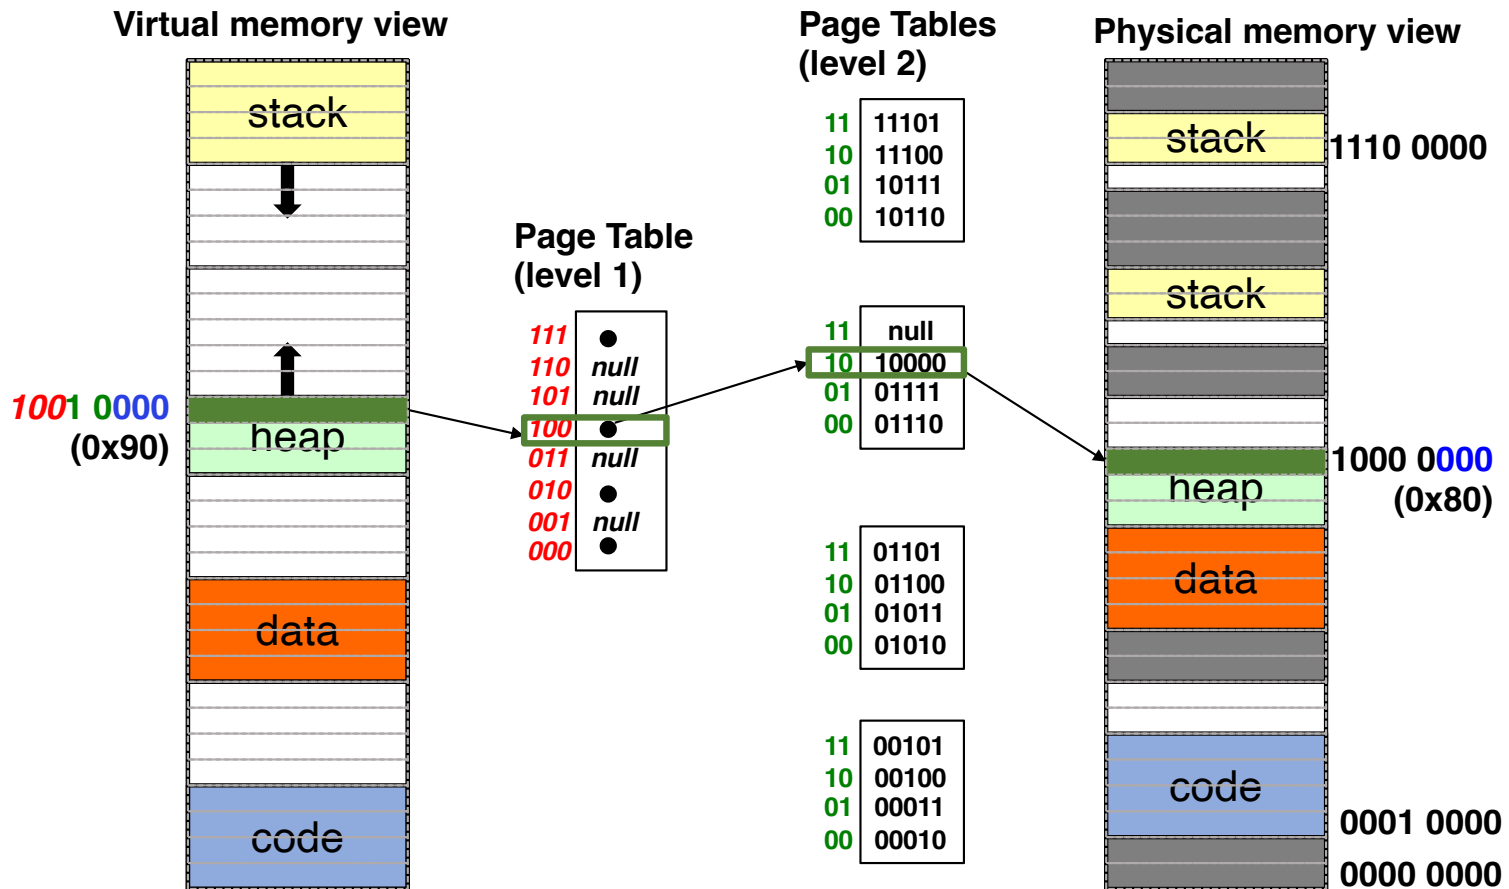 Virtual memory view
stack
heap
data
code
1001 0000
(0x90)
Page Table
(level 1)
111
110 null
101 null
100
011 null
010
001 null
000
Page Tables
(level 2)
11 11101
10 11100
01 10111
00 10110
11 null
10 10000
01 01111
00 01110
11 01101
10 01100
01 01011
00 01010
11 00101
10 00100
01 00011
00 00010
Physical memory view
stack
1110 0000
stack
1000 0000
(0x80)
heap
data
code
0001 0000
0000 0000